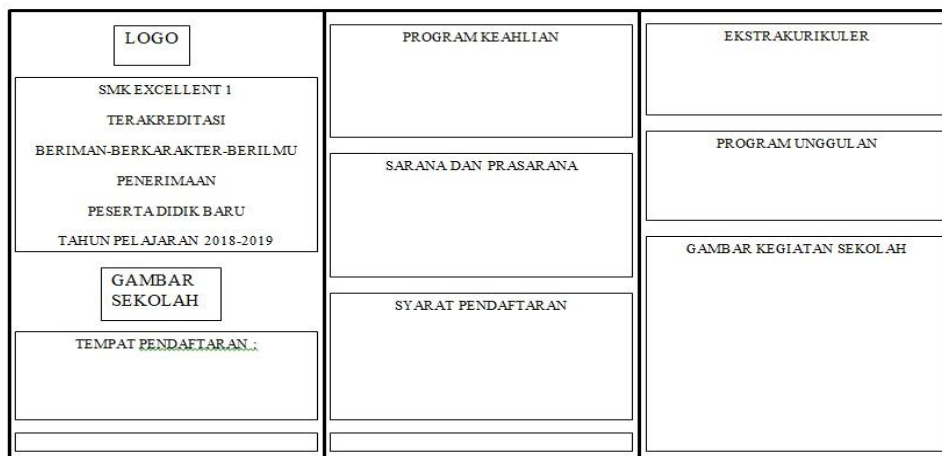 LOGO
SMK EXCELLENT 1
TERAKREDITASI
BERIMAN-BERKARAKTER-BERILMU
PENERIMAAN
PESERTA DIDIK BARU
TAHUN PELAJARAN 2018-2019
GAMBAR
SEKOLAH
TEMPAT PENDAFTARAN :
PROGRAM KEAHLIAN
SARANA DAN PRASARANA
SYARAT PENDAFTARAN
EKSTRAKURIKULER
PROGRAM UNGGULAN
GAMBAR KEGIATAN SEKOLAH